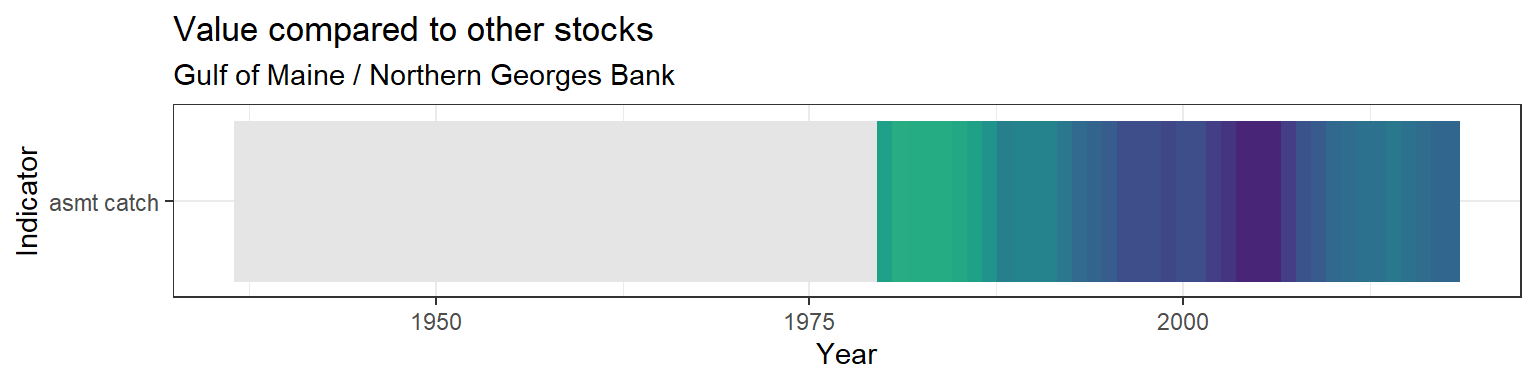 Value compared to other stocks
Gulf of Maine / Northern Georges Bank
Indicator
asmt catch
1950 1975 2000
Year